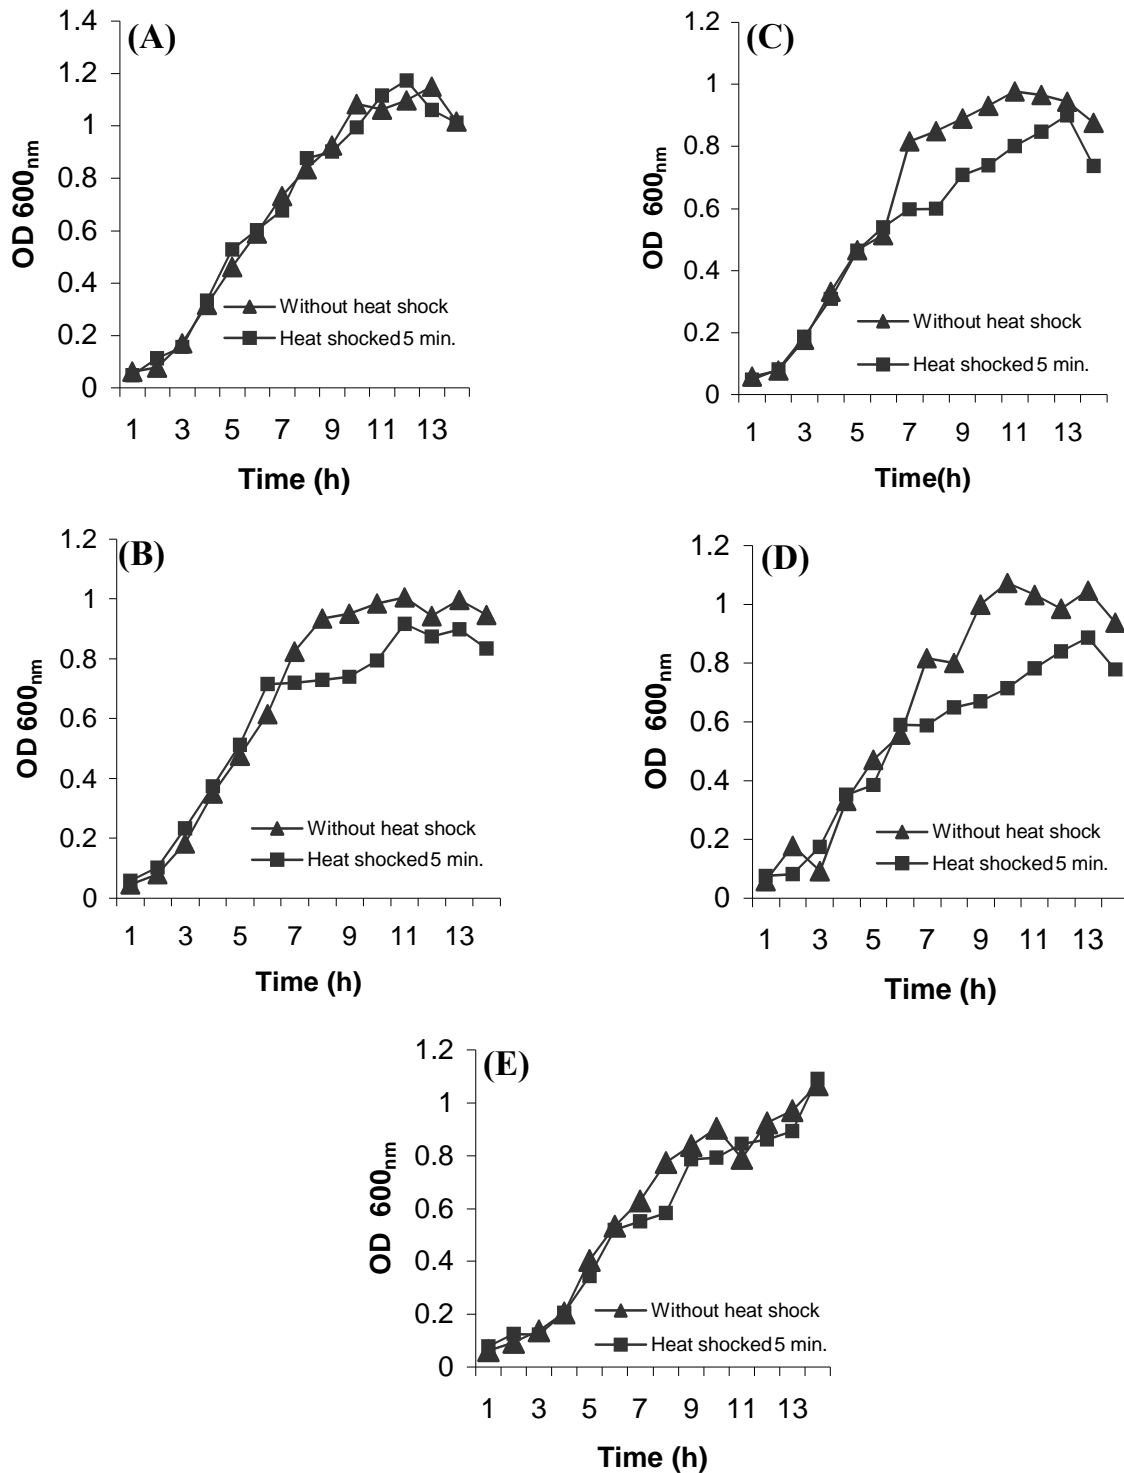 (A)
1.4
1.2
1
0.8
0.6
0.4
0.2
0
OD 600nm
Without heat shock
Heat shocked 5 min.
1 3 5 7 9 11 13
Time (h)
(C)
1.2
1
0.8
0.6
0.4
0.2
0
OD 600nm
Without heat shock
Heat shocked 5 min.
1 3 5 7 9 11 13
Time(h)
(B)
1.2
1
0.8
0.6
0.4
0.2
0
OD 600nm
Without heat shock
Heat shocked 5 min.
1 3 5 7 9 11 13
Time (h)
(D)
1.2
1
0.8
0.6
0.4
0.2
0
OD 600nm
Without heat shock
Heat shocked 5 min.
1 3 5 7 9 11 13
Time (h)
(E)
1.2
1
0.8
0.6
0.4
0.2
0
OD 600nm
Without heat shock
Heat shocked 5 min.
1 3 5 7 9 11 13
Time (h)